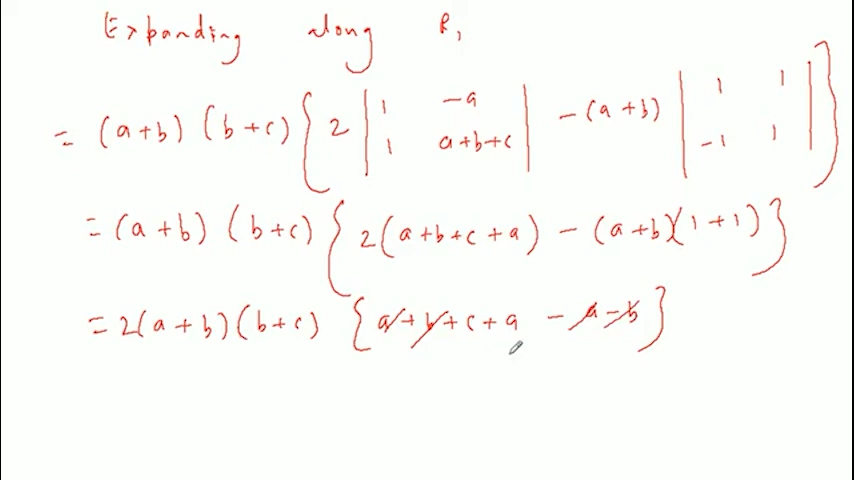 Expanding along R₁
= (a+b) (b+c) { 2 | 1 -a | -(a+b) | 1 1 | }
| 1 a+b+c | | -1 1 |
= (a+b) (b+c) { 2(a+b+c+a) - (a+b)(1+1) }
= 2(a+b)(b+c) { a+b+c+a - a-b }